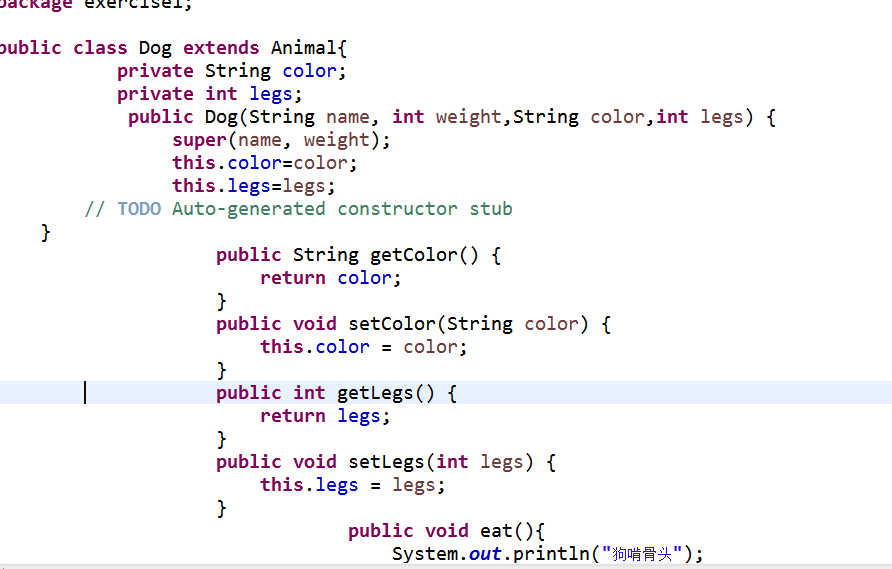 package exercise1;
public class Dog extends Animal{
private String color;
private int legs;
public Dog(String name, int weight,String color,int legs) {
super(name, weight);
this.color=color;
this.legs=legs;
// TODO Auto-generated constructor stub
}
public String getColor() {
return color;
}
public void setColor(String color) {
this.color = color;
}
public int getLegs() {
return legs;
}
public void setLegs(int legs) {
this.legs = legs;
}
public void eat(){
System.out.println("狗啃骨头");